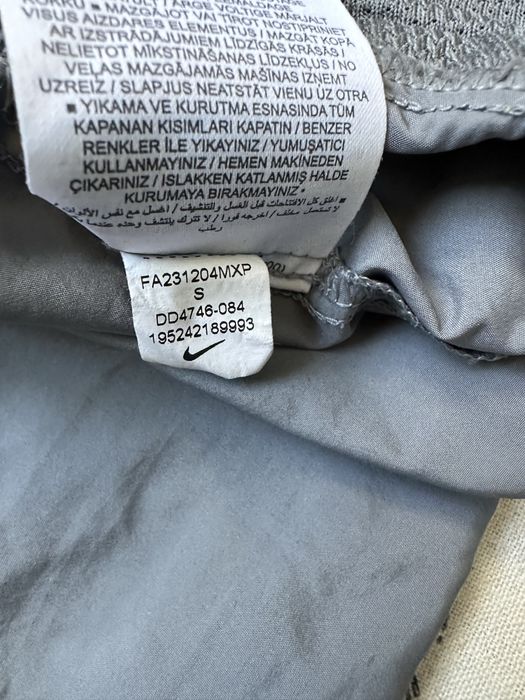 VISUS AIZDARES ELEMENTUS / MAZGĀT KOPĀ
AR IZSTRĀDĀJUMIEM LĪDZĪGĀS KRĀSĀS /
NELIETOT MĪKSTINĀŠANAS LĪDZEKĻUS / NO
VEĻAS MAZGĀJAMĀS MAŠĪNAS IZŅEMT
UZREIZ / SLAPJUS NEATSTĀT VIENU UZ OTRA
■ YIKAMA VE KURUTMA ESNASINDA TÜM
KAPANAN KISIMLARI KAPATIN / BENZER
RENKLER İLE YIKAYINIZ / YUMUŞATICI
KULLANMAYINIZ / HEMEN MAKİNEDEN
ÇIKARINIZ / ISLAKKEN KATLANMIŞ HALDE
KURUMAYA BIRAKMAYINIZ
رطب
FA231204MXP
S
DD4746-084
195242189993